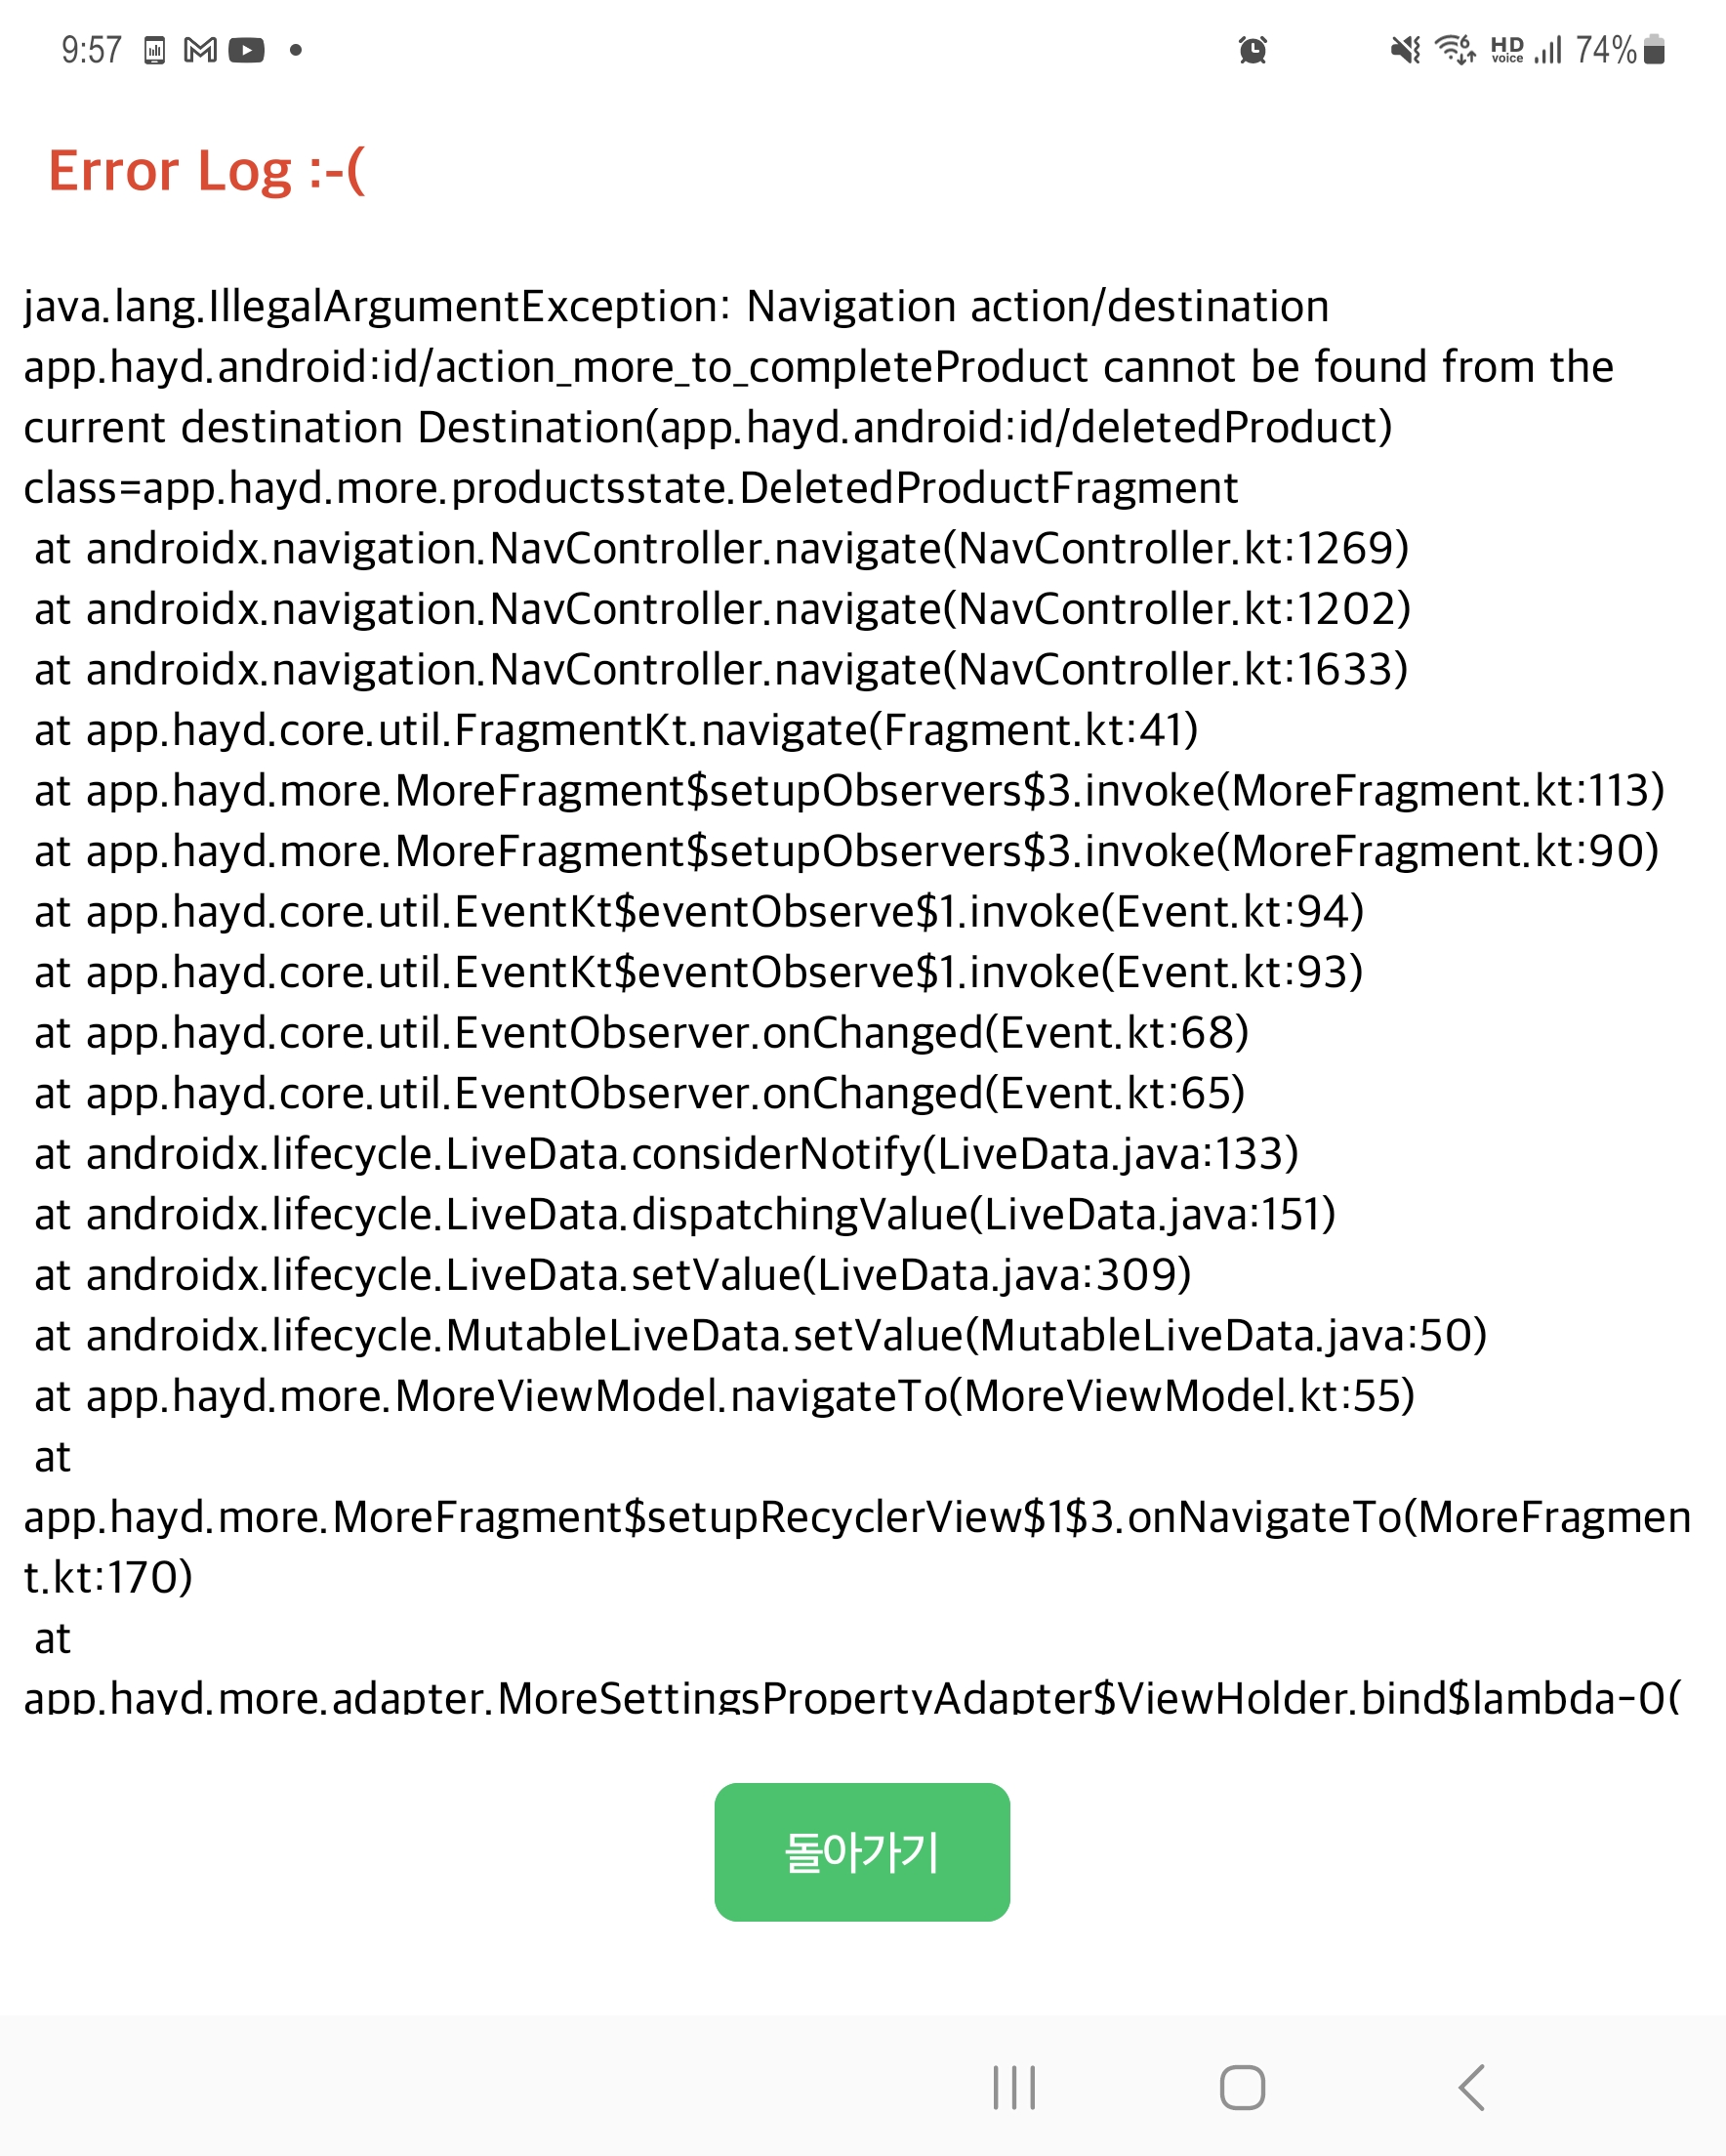 9:57
HD voice 74%
Error Log :-(
java.lang.IllegalArgumentException: Navigation action/destination
app.hayd.android:id/action_more_to_completeProduct cannot be found from the
current destination Destination(app.hayd.android:id/deletedProduct)
class=app.hayd.more.productsstate.DeletedProductFragment
at androidx.navigation.NavController.navigate(NavController.kt:1269)
at androidx.navigation.NavController.navigate(NavController.kt:1202)
at androidx.navigation.NavController.navigate(NavController.kt:1633)
at app.hayd.core.util.FragmentKt.navigate(Fragment.kt:41)
at app.hayd.more.MoreFragment$setupObservers$3.invoke(MoreFragment.kt:113)
at app.hayd.more.MoreFragment$setupObservers$3.invoke(MoreFragment.kt:90)
at app.hayd.core.util.EventKt$eventObserve$1.invoke(Event.kt:94)
at app.hayd.core.util.EventKt$eventObserve$1.invoke(Event.kt:93)
at app.hayd.core.util.EventObserver.onChanged(Event.kt:68)
at app.hayd.core.util.EventObserver.onChanged(Event.kt:65)
at androidx.lifecycle.LiveData.considerNotify(LiveData.java:133)
at androidx.lifecycle.LiveData.dispatchingValue(LiveData.java:151)
at androidx.lifecycle.LiveData.setValue(LiveData.java:309)
at androidx.lifecycle.MutableLiveData.setValue(MutableLiveData.java:50)
at app.hayd.more.MoreViewModel.navigateTo(MoreViewModel.kt:55)
at
app.hayd.more.MoreFragment$setupRecyclerView$1$3.onNavigateTo(MoreFragmen
t.kt:170)
at
app.hayd.more.adapter.MoreSettingsPropertyAdapter$ViewHolder.bind$lambda-0(
돌아가기